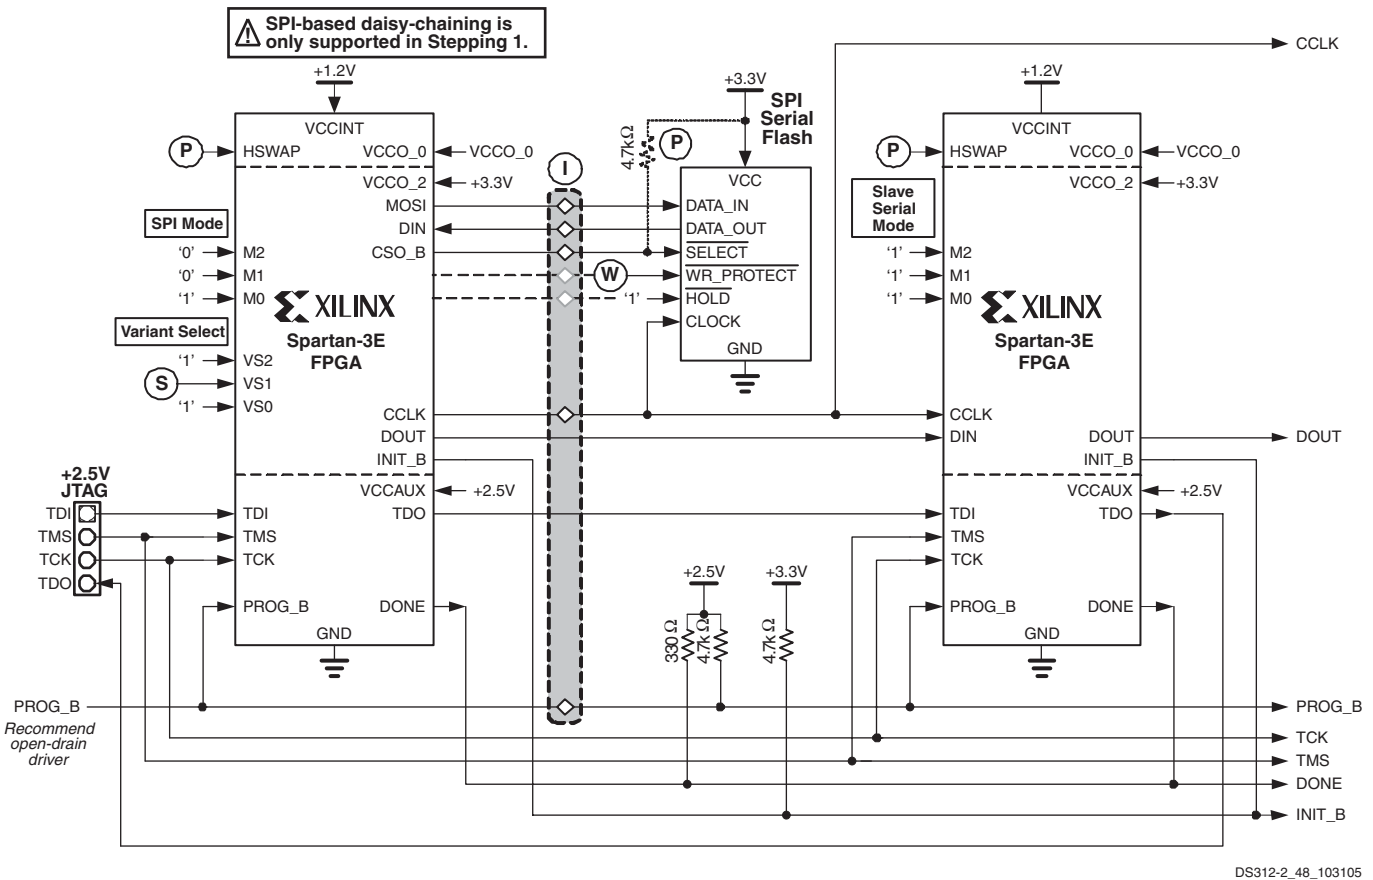 SPI-based daisy-chaining is
only supported in Stepping 1.
CCLK
+1.2V
+3.3V
+1.2V
SPI
Serial
Flash
P
HSWAP
VCCINT
VCCO_0
VCCO_0
VCCO_2
+3.3V
I
4.7kΩ
P
VCC
P
HSWAP
VCCINT
VCCO_0
VCCO_0
VCCO_2
+3.3V
MOSI
DATA_IN
Slave
Serial
Mode
SPI Mode
DIN
DATA_OUT
'0'
M2
CSO_B
SELECT
'1'
M2
'0'
M1
W
WR_PROTECT
'1'
M1
'1'
M0
'1'
HOLD
'1'
M0
XILINX
Spartan-3E
FPGA
CLOCK
GND
XILINX
Spartan-3E
FPGA
Variant Select
'1'
VS2
S
VS1
'1'
VS0
CCLK
CCLK
DOUT
DIN
DOUT
DOUT
INIT_B
INIT_B
+2.5V
JTAG
VCCAUX
+2.5V
VCCAUX
+2.5V
TDI
TDI
TDO
TDI
TDO
TMS
TMS
TMS
TCK
TCK
TCK
TDO
+2.5V
+3.3V
PROG_B
DONE
PROG_B
DONE
330 Ω
4.7k Ω
4.7k Ω
GND
GND
PROG_B
Recommend
open-drain
driver
PROG_B
TCK
TMS
DONE
INIT_B
DS312-2_48_103105